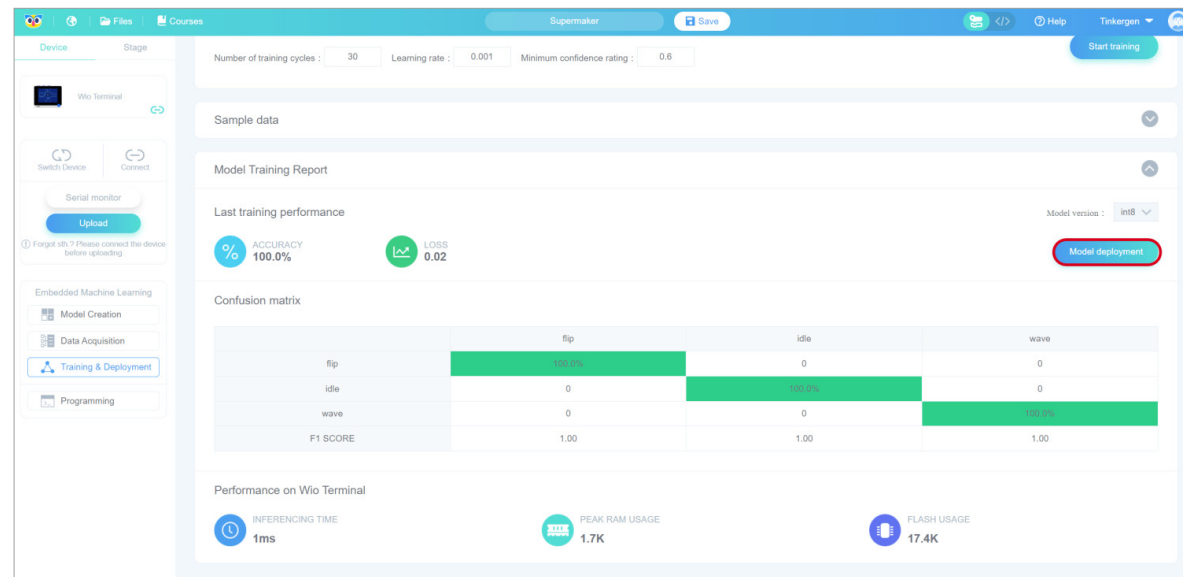 Files Courses Supermaker Save </> Help Tinkergen
Device Stage
Wio Terminal
Switch Device Connect
Serial monitor
Upload
Forgot sth ? Please connect the device
before uploading
Embedded Machine Learning
Model Creation
Data Acquisition
Training & Deployment
Programming
Number of training cycles : 30 Learning rate : 0.001 Minimum confidence rating : 0.6
Start training
Sample data
Model Training Report
Last training performance
Model version : int8
% ACCURACY
100.0%
LOSS
0.02
Model deployment
Confusion matrix
flip idle wave
flip 100.0% 0 0
idle 0 100.0% 0
wave 0 0 100.0%
F1 SCORE 1.00 1.00 1.00
Performance on Wio Terminal
INFERENCING TIME
1ms
PEAK RAM USAGE
1.7K
FLASH USAGE
17.4K